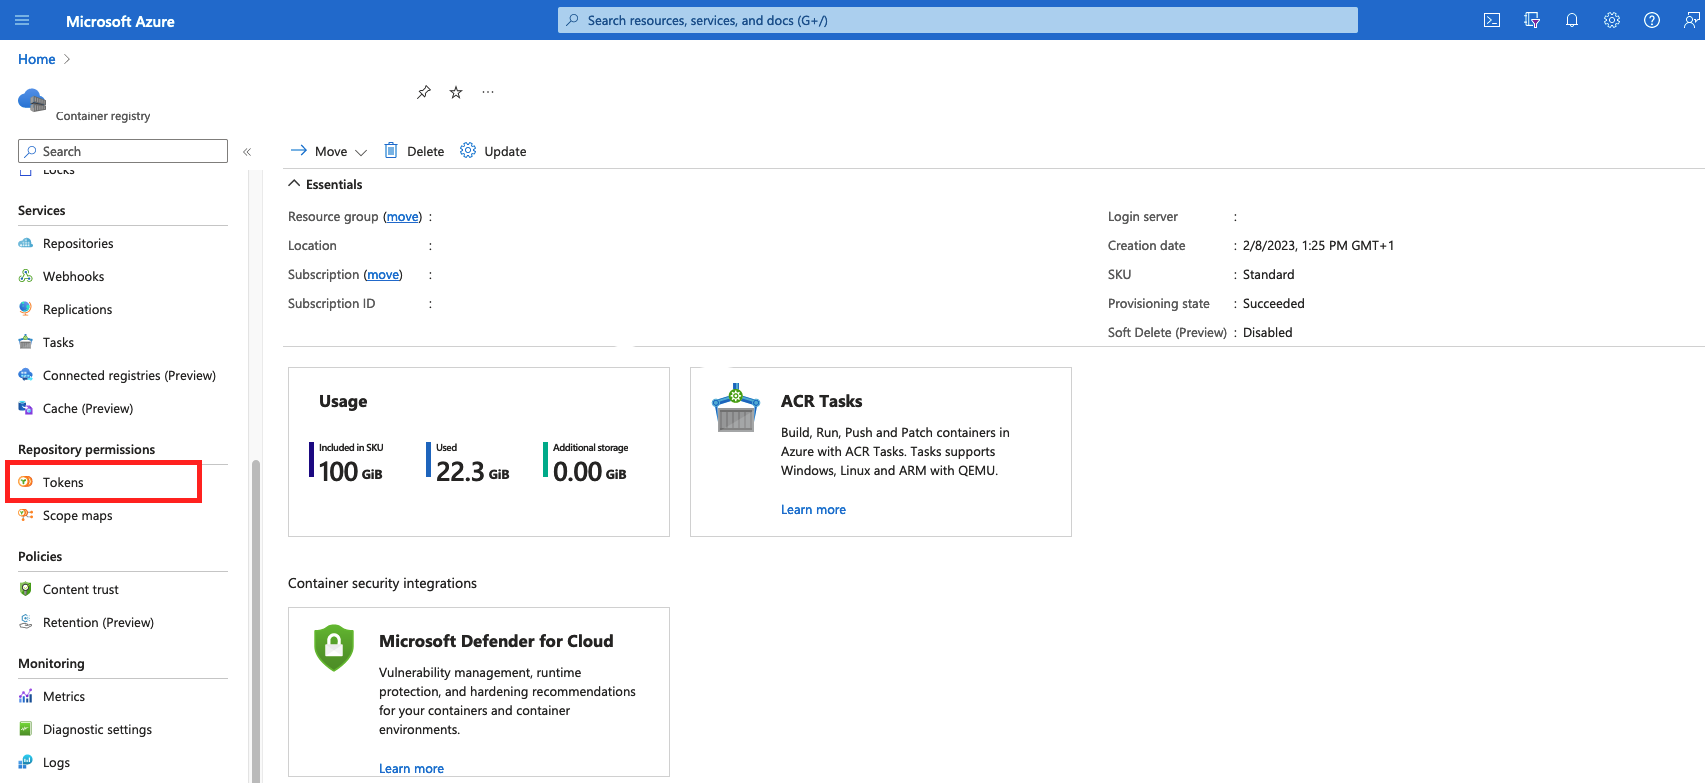 Microsoft Azure
Search resources, services, and docs (G+/)
Home
Container registry
Search
Locks
Services
Repositories
Webhooks
Replications
Tasks
Connected registries (Preview)
Cache (Preview)
Repository permissions
Tokens
Scope maps
Policies
Content trust
Retention (Preview)
Monitoring
Metrics
Diagnostic settings
Logs
Move
Delete
Update
Essentials
Resource group (move) :
Location :
Subscription (move) :
Subscription ID :
Login server :
Creation date : 2/8/2023, 1:25 PM GMT+1
SKU : Standard
Provisioning state : Succeeded
Soft Delete (Preview) : Disabled
Usage
Included in SKU
100 GiB
Used
22.3 GiB
Additional storage
0.00 GiB
ACR Tasks
Build, Run, Push and Patch containers in
Azure with ACR Tasks. Tasks supports
Windows, Linux and ARM with QEMU.
Learn more
Container security integrations
Microsoft Defender for Cloud
Vulnerability management, runtime
protection, and hardening recommendations
for your containers and container
environments.
Learn more